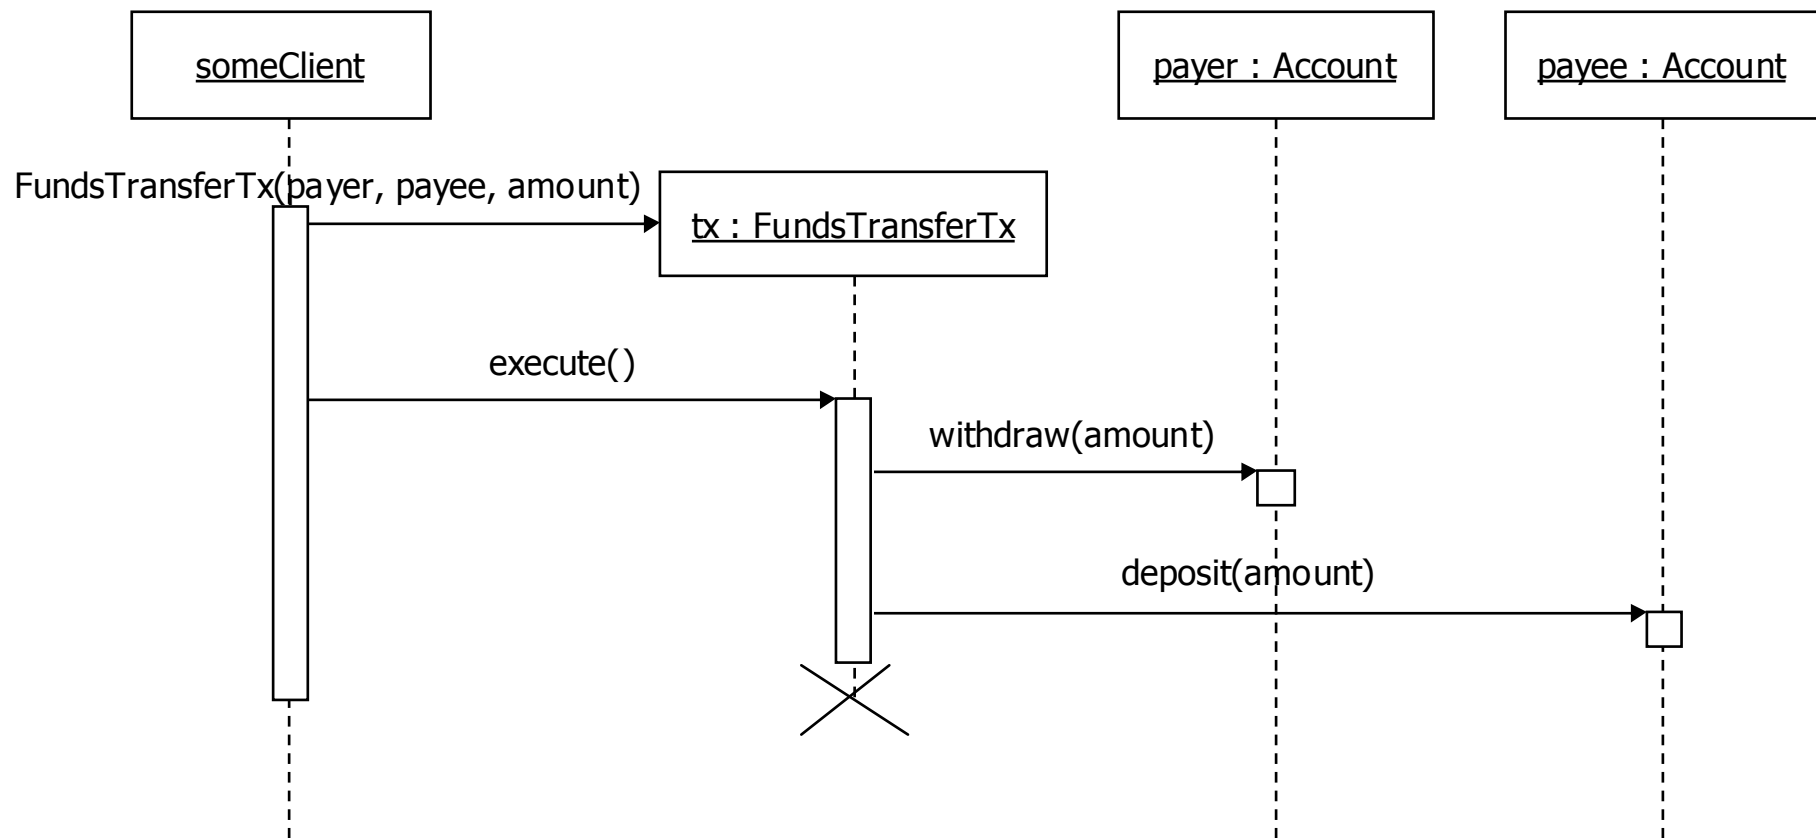 someClient
payer : Account
payee : Account
FundsTransferTx(payer, payee, amount)
tx : FundsTransferTx
execute()
withdraw(amount)
deposit(amount)